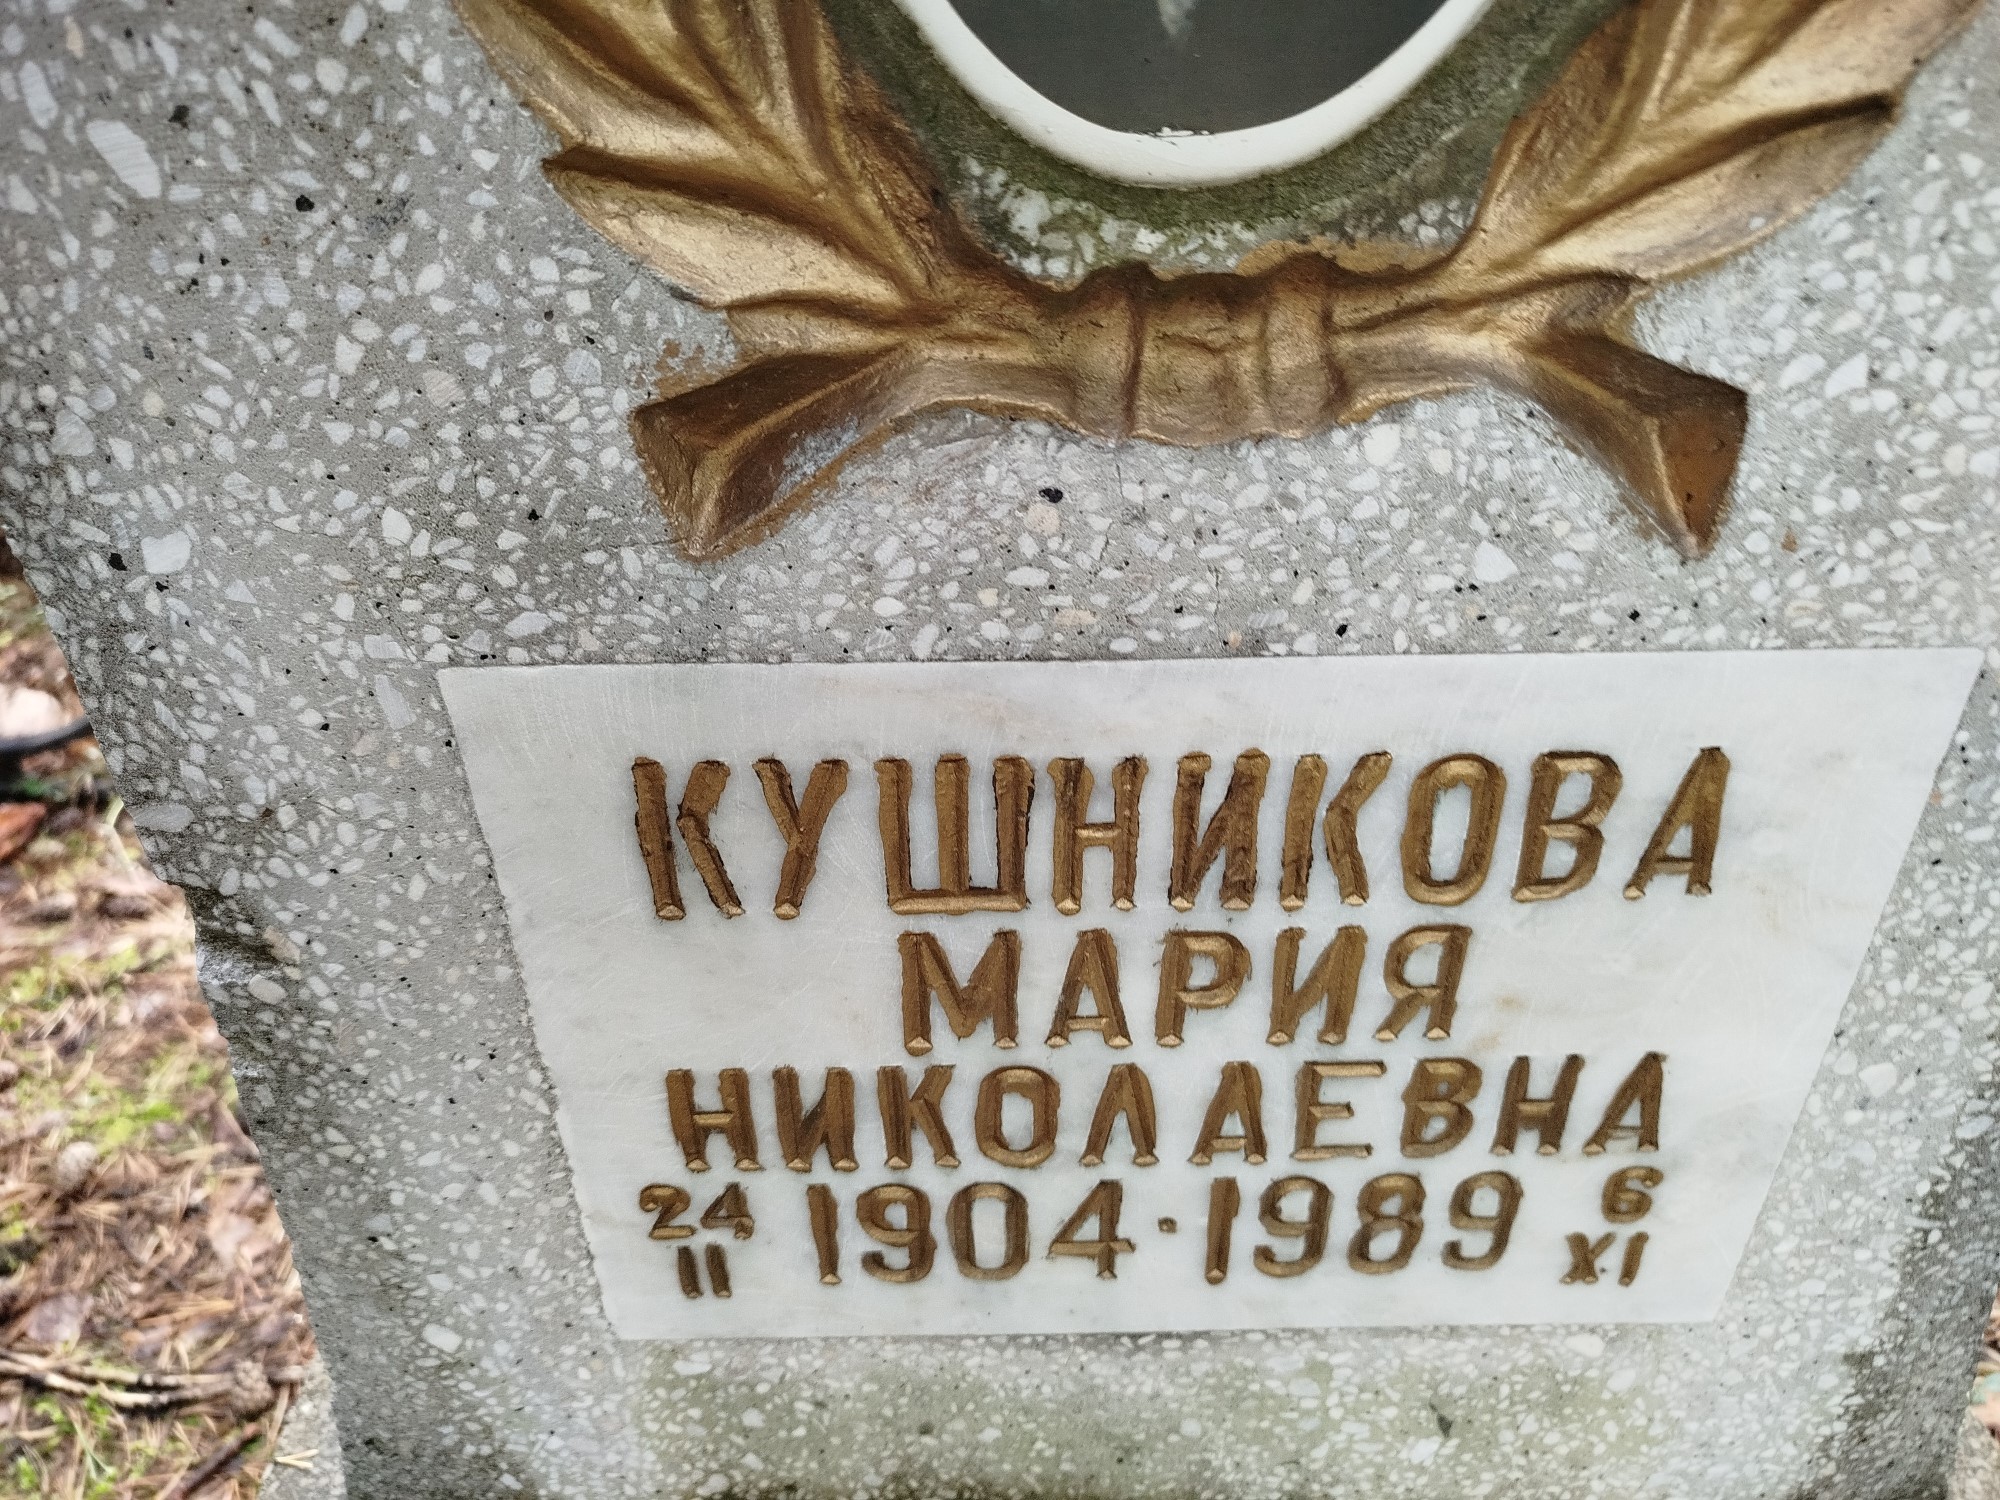 КУШНИКОВА
МАРИЯ
НИКОЛАЕВНА
24 II 1904 · 1989 6 XI